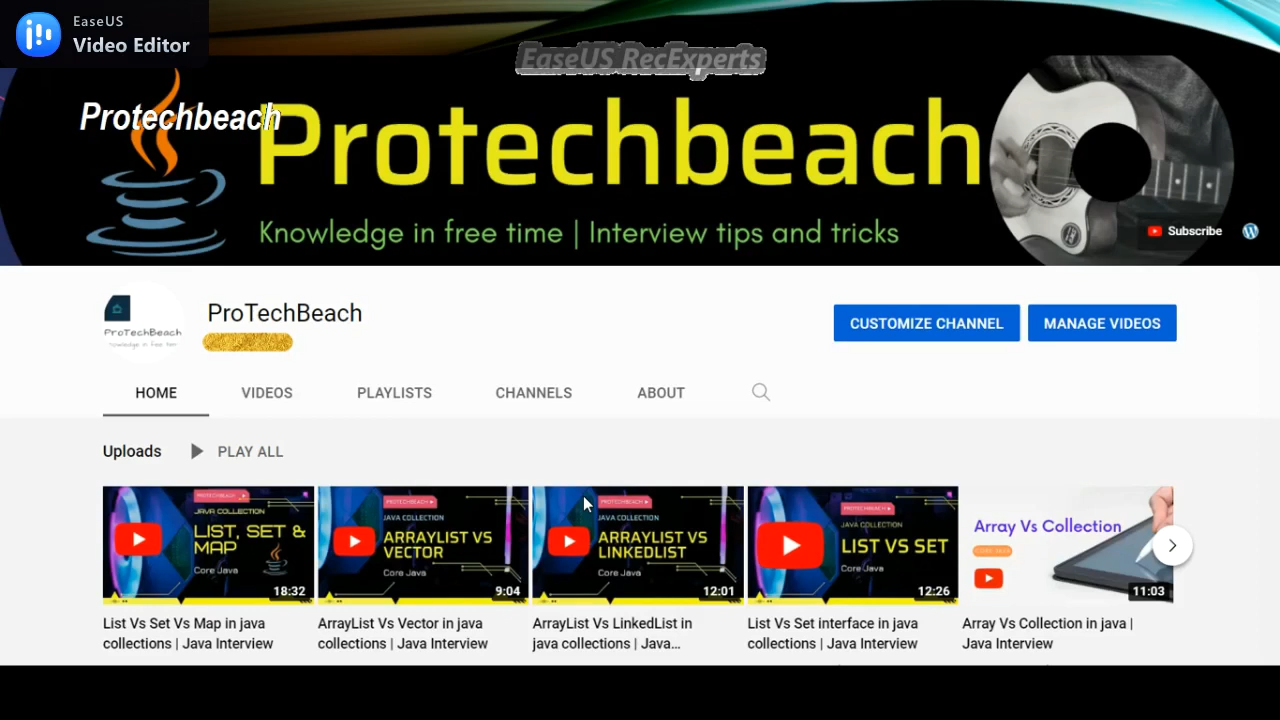 EaseUS
Video Editor
EaseUS RecExperts
Protechbeach
Protechbeach
Knowledge in free time | Interview tips and tricks
Subscribe
ProTechBeach
ProTechBeach
CUSTOMIZE CHANNEL
MANAGE VIDEOS
HOME
VIDEOS
PLAYLISTS
CHANNELS
ABOUT
Uploads
PLAY ALL
PROTECHBEACH
JAVA COLLECTION
LIST, SET &
MAP
Core Java
18:32
PROTECHBEACH
JAVA COLLECTION
ARRAYLIST VS
VECTOR
Core Java
9:04
PROTECHBEACH
JAVA COLLECTION
ARRAYLIST VS
LINKEDLIST
Core Java
12:01
PROTECHBEACH
JAVA COLLECTION
LIST VS SET
Core Java
12:26
Array Vs Collection
11:03
List Vs Set Vs Map in java
collections | Java Interview
ArrayList Vs Vector in java
collections | Java Interview
ArrayList Vs LinkedList in
java collections | Java...
List Vs Set interface in java
collections | Java Interview
Array Vs Collection in java |
Java Interview